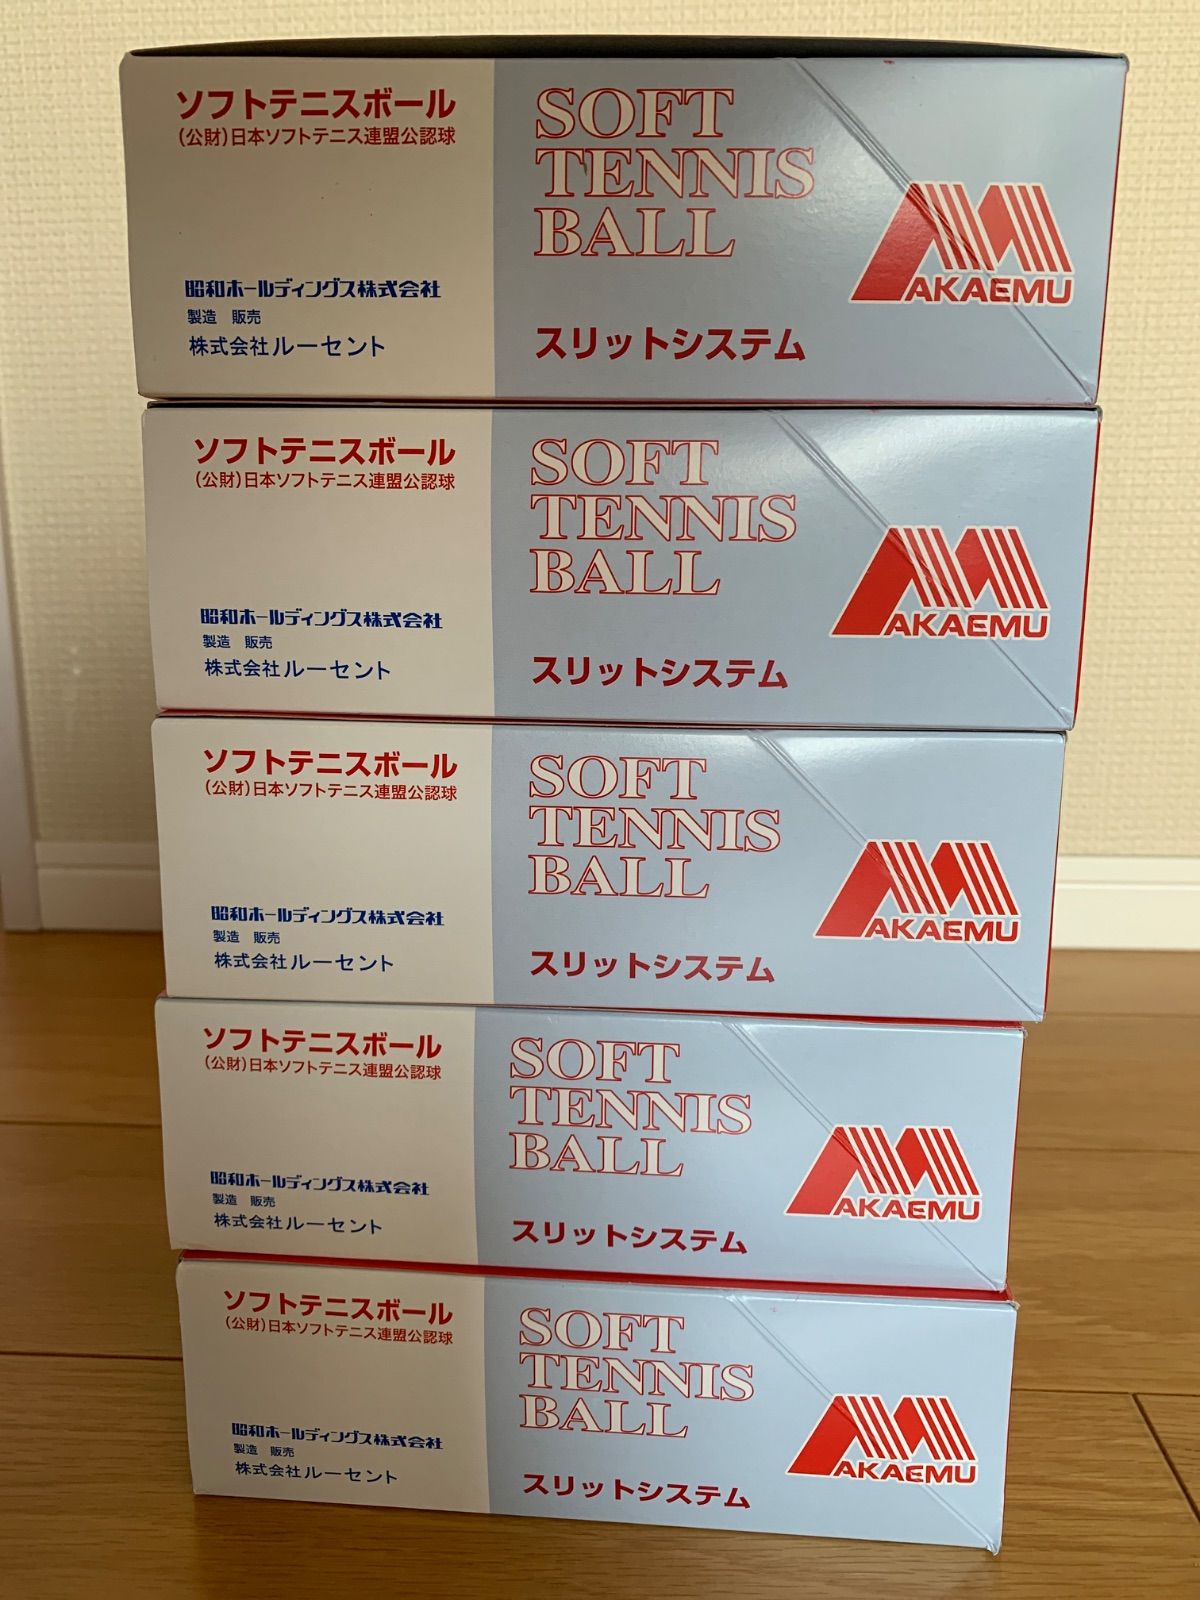 ソフトテニスボール
(公財)日本ソフトテニス連盟公認球
昭和ホールディングス株式会社
製造 販売
株式会社ルーセント
SOFT
TENNIS
BALL
スリットシステム
AKAEMU
ソフトテニスボール
(公財)日本ソフトテニス連盟公認球
昭和ホールディングス株式会社
製造 販売
株式会社ルーセント
SOFT
TENNIS
BALL
スリットシステム
AKAEMU
ソフトテニスボール
(公財)日本ソフトテニス連盟公認球
昭和ホールディングス株式会社
製造 販売
株式会社ルーセント
SOFT
TENNIS
BALL
スリットシステム
AKAEMU
ソフトテニスボール
(公財)日本ソフトテニス連盟公認球
昭和ホールディングス株式会社
製造 販売
株式会社ルーセント
SOFT
TENNIS
BALL
スリットシステム
AKAEMU
ソフトテニスボール
(公財)日本ソフトテニス連盟公認球
昭和ホールディングス株式会社
製造 販売
株式会社ルーセント
SOFT
TENNIS
BALL
スリットシステム
AKAEMU